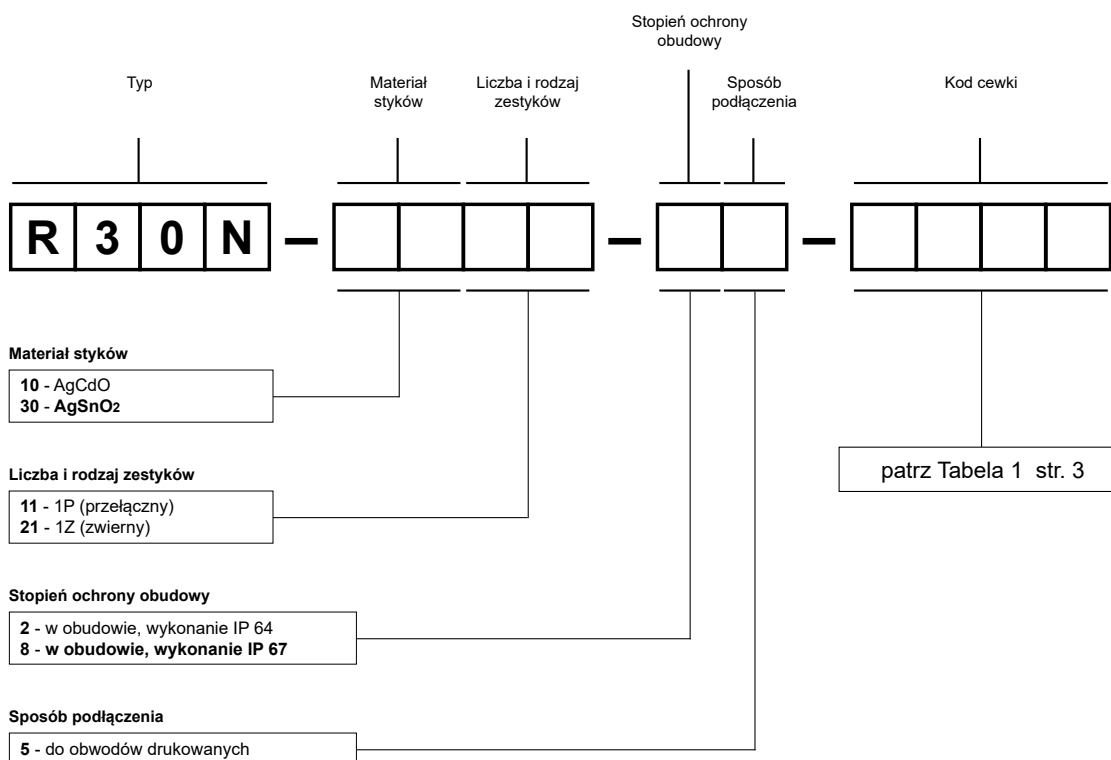 Stopień ochrony
obudowy
Typ
Materiał
styków
Liczba i rodzaj
zestyków
Sposób
podłączenia
Kod cewki
R 3 0 N – – –
Materiał styków
10 - AgCdO
30 - AgSnO2
Liczba i rodzaj zestyków
11 - 1P (przełączny)
21 - 1Z (zwierny)
patrz Tabela 1 str. 3
Stopień ochrony obudowy
2 - w obudowie, wykonanie IP 64
8 - w obudowie, wykonanie IP 67
Sposób podłączenia
5 - do obwodów drukowanych